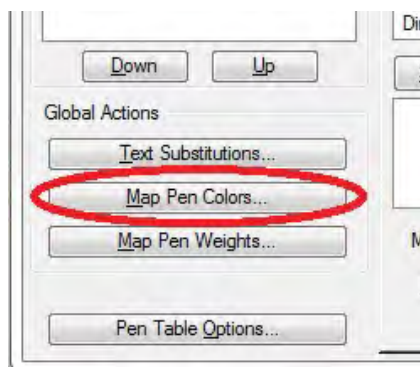 Down Up
Global Actions
Text Substitutions...
Map Pen Colors...
Map Pen Weights...
Pen Table Options...